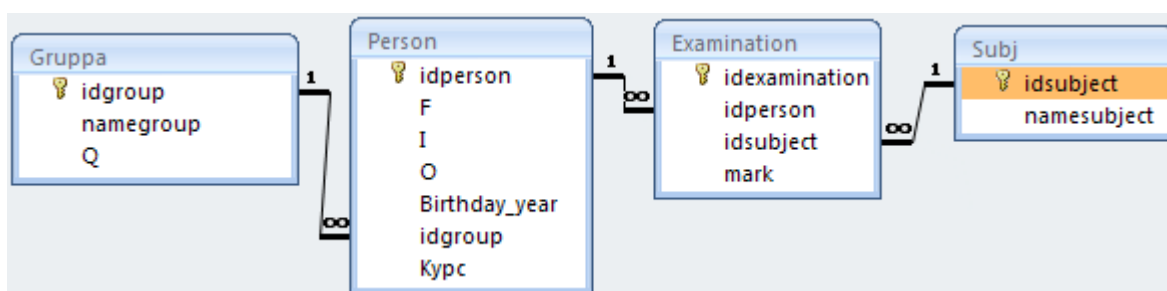 Gruppa
idgroup
namegroup
Q
1
∞
Person
idperson
F
I
O
Birthday_year
idgroup
Курс
1
∞
Examination
idexamination
idperson
idsubject
mark
1
∞
Subj
idsubject
namesubject